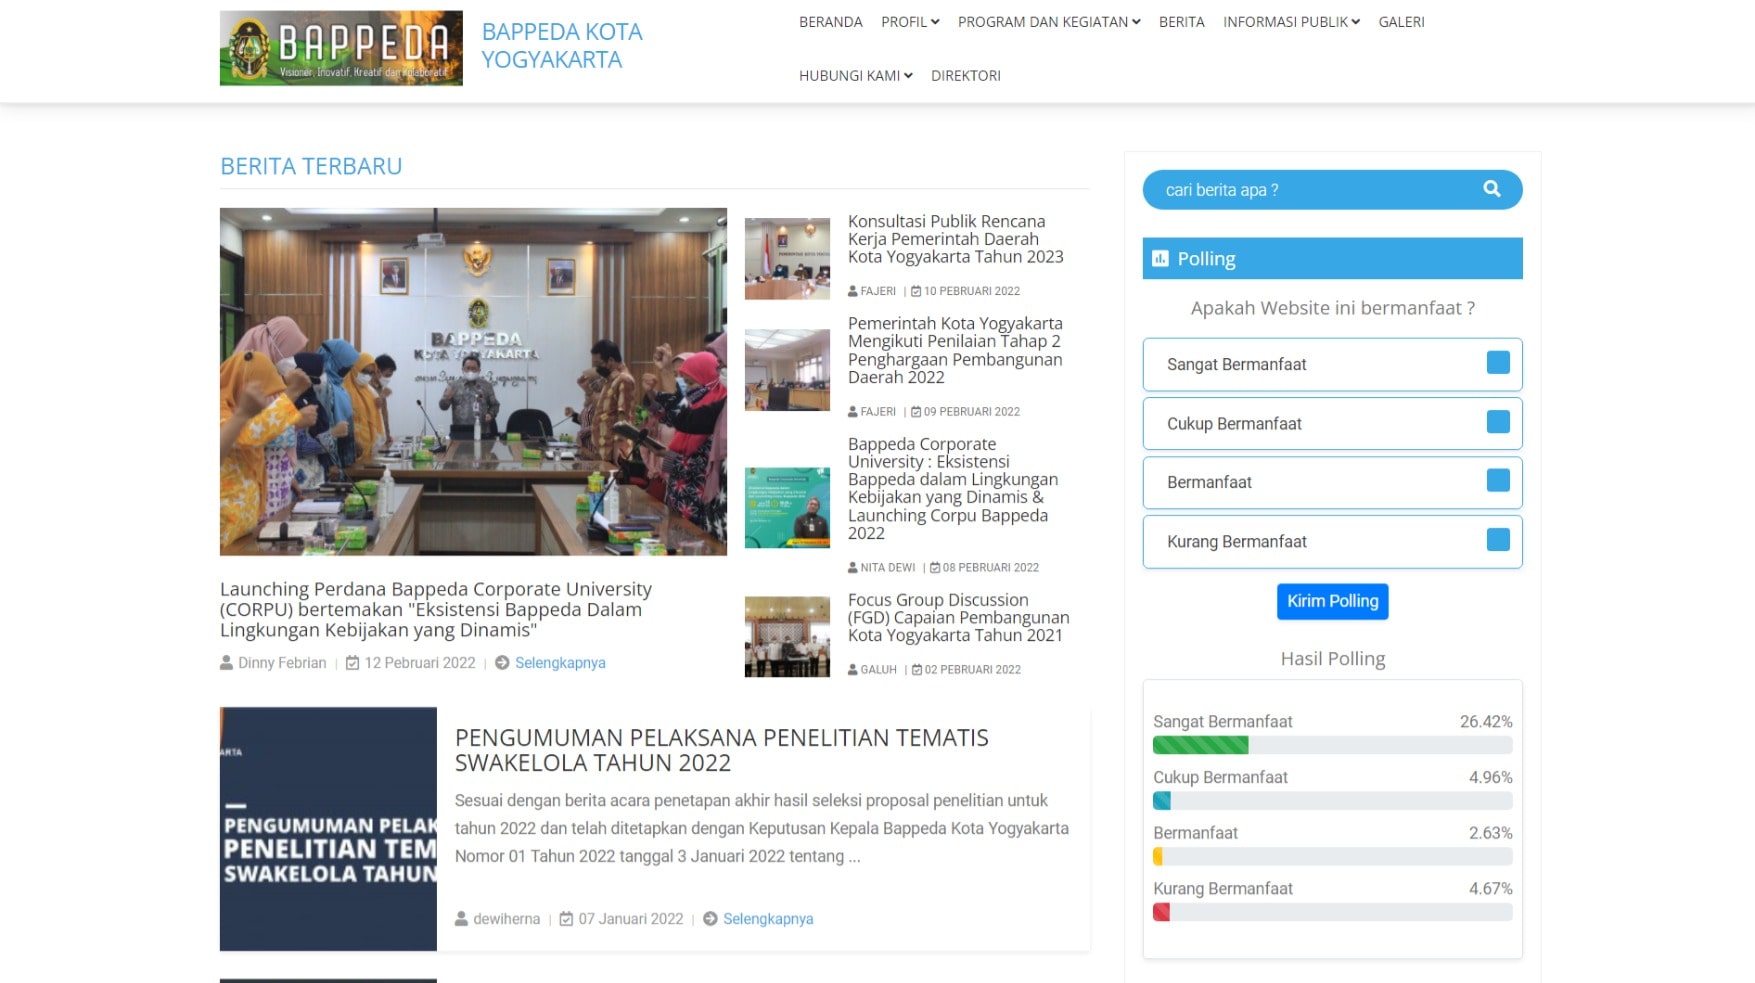 BAPPEDA
Visioner, Inovatif, Kreatif dan Kolaboratif
BAPPEDA KOTA
YOGYAKARTA
BERANDA PROFIL PROGRAM DAN KEGIATAN BERITA INFORMASI PUBLIK GALERI
HUBUNGI KAMI DIREKTORI
BERITA TERBARU
BAPPEDA
KOTA YOGYAKARTA
Launching Perdana Bappeda Corporate University
(CORPU) bertemakan "Eksistensi Bappeda Dalam
Lingkungan Kebijakan yang Dinamis"
Dinny Febrian | 12 Pebruari 2022 | Selengkapnya
Konsultasi Publik Rencana
Kerja Pemerintah Daerah
Kota Yogyakarta Tahun 2023
FAJERI | 10 PEBRUARI 2022
Pemerintah Kota Yogyakarta
Mengikuti Penilaian Tahap 2
Penghargaan Pembangunan
Daerah 2022
FAJERI | 09 PEBRUARI 2022
Bappeda Corporate
University : Eksistensi
Bappeda dalam Lingkungan
Kebijakan yang Dinamis &
Launching Corpu Bappeda
2022
NITA DEWI | 08 PEBRUARI 2022
Focus Group Discussion
(FGD) Capaian Pembangunan
Kota Yogyakarta Tahun 2021
GALUH | 02 PEBRUARI 2022
ARTA
PENGUMUMAN PELAK
PENELITIAN TEM
SWAKELOLA TAHUN
PENGUMUMAN PELAKSANA PENELITIAN TEMATIS
SWAKELOLA TAHUN 2022
Sesuai dengan berita acara penetapan akhir hasil seleksi proposal penelitian untuk
tahun 2022 dan telah ditetapkan dengan Keputusan Kepala Bappeda Kota Yogyakarta
Nomor 01 Tahun 2022 tanggal 3 Januari 2022 tentang ...
dewiherna | 07 Januari 2022 | Selengkapnya
cari berita apa ?
Polling
Apakah Website ini bermanfaat ?
Sangat Bermanfaat
Cukup Bermanfaat
Bermanfaat
Kurang Bermanfaat
Kirim Polling
Hasil Polling
Sangat Bermanfaat 26.42%
Cukup Bermanfaat 4.96%
Bermanfaat 2.63%
Kurang Bermanfaat 4.67%